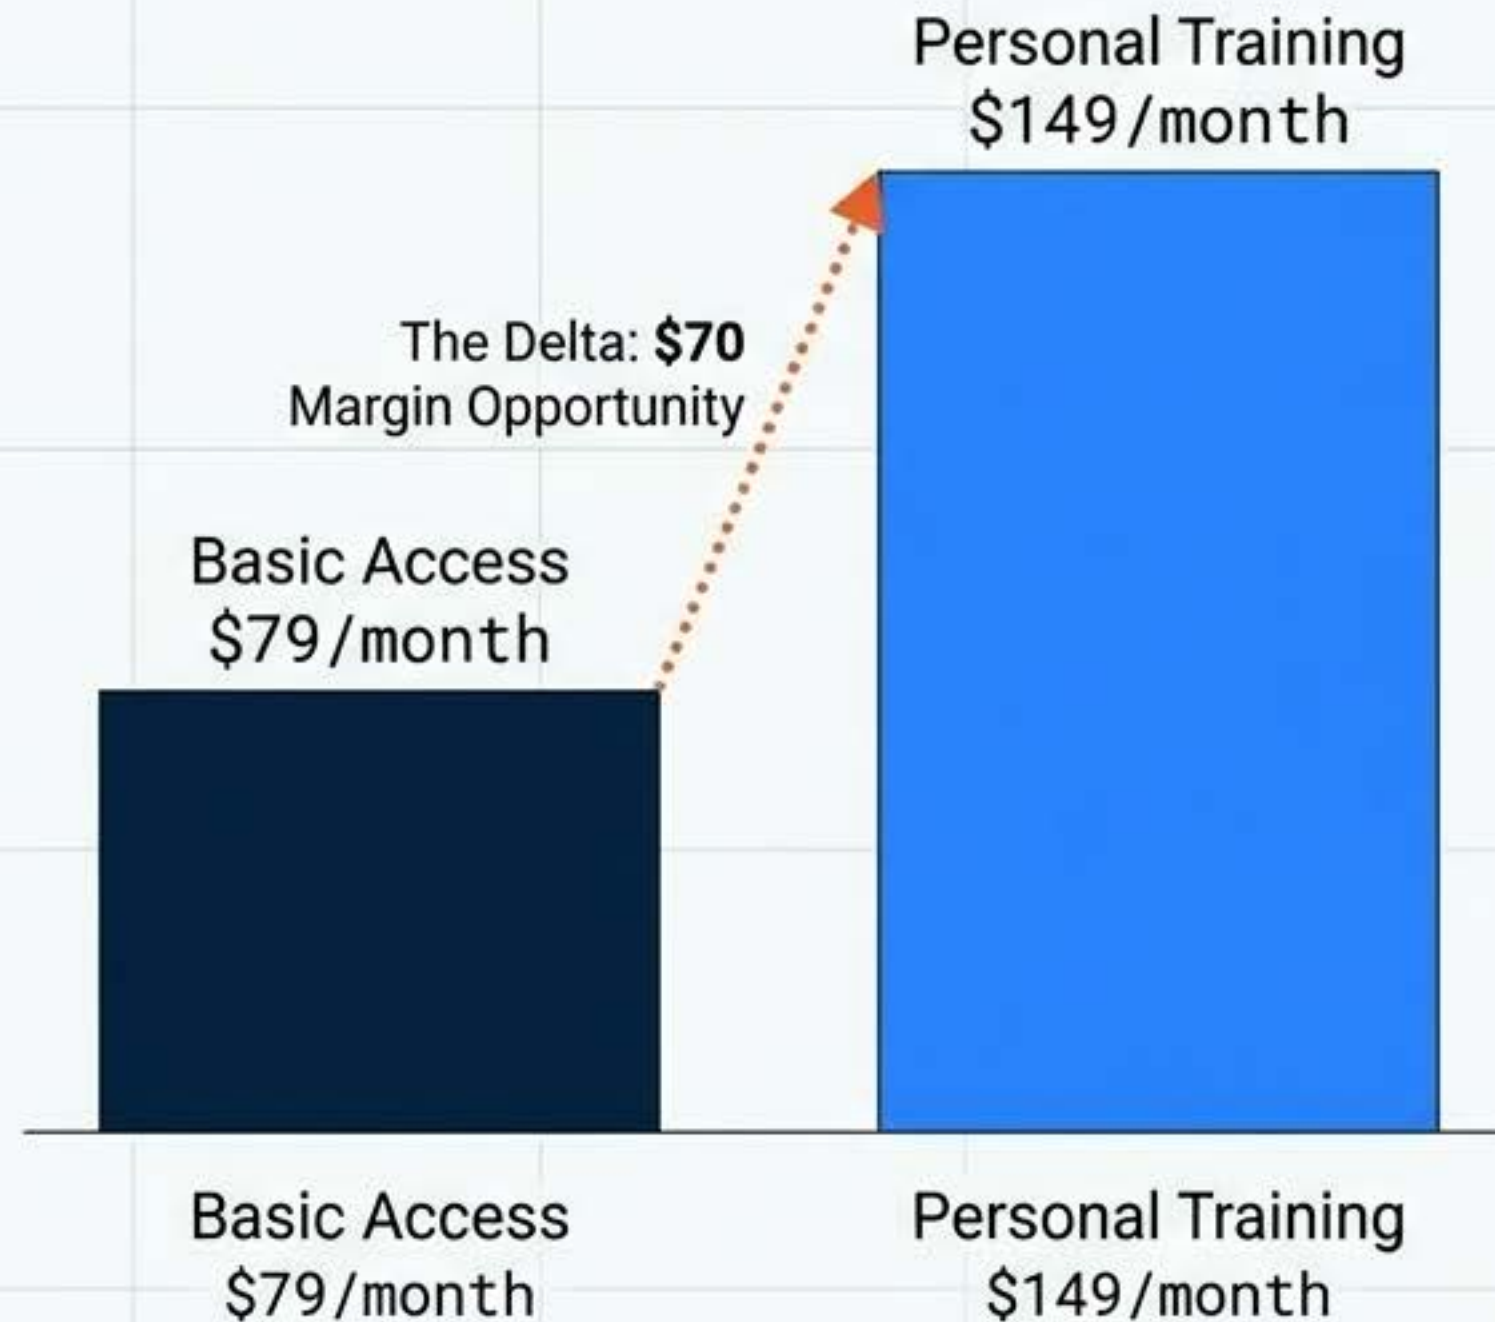 Personal Training
$149/month
The Delta: $70
Margin Opportunity
Basic Access
$79/month
Basic Access
$79/month
Personal Training
$149/month